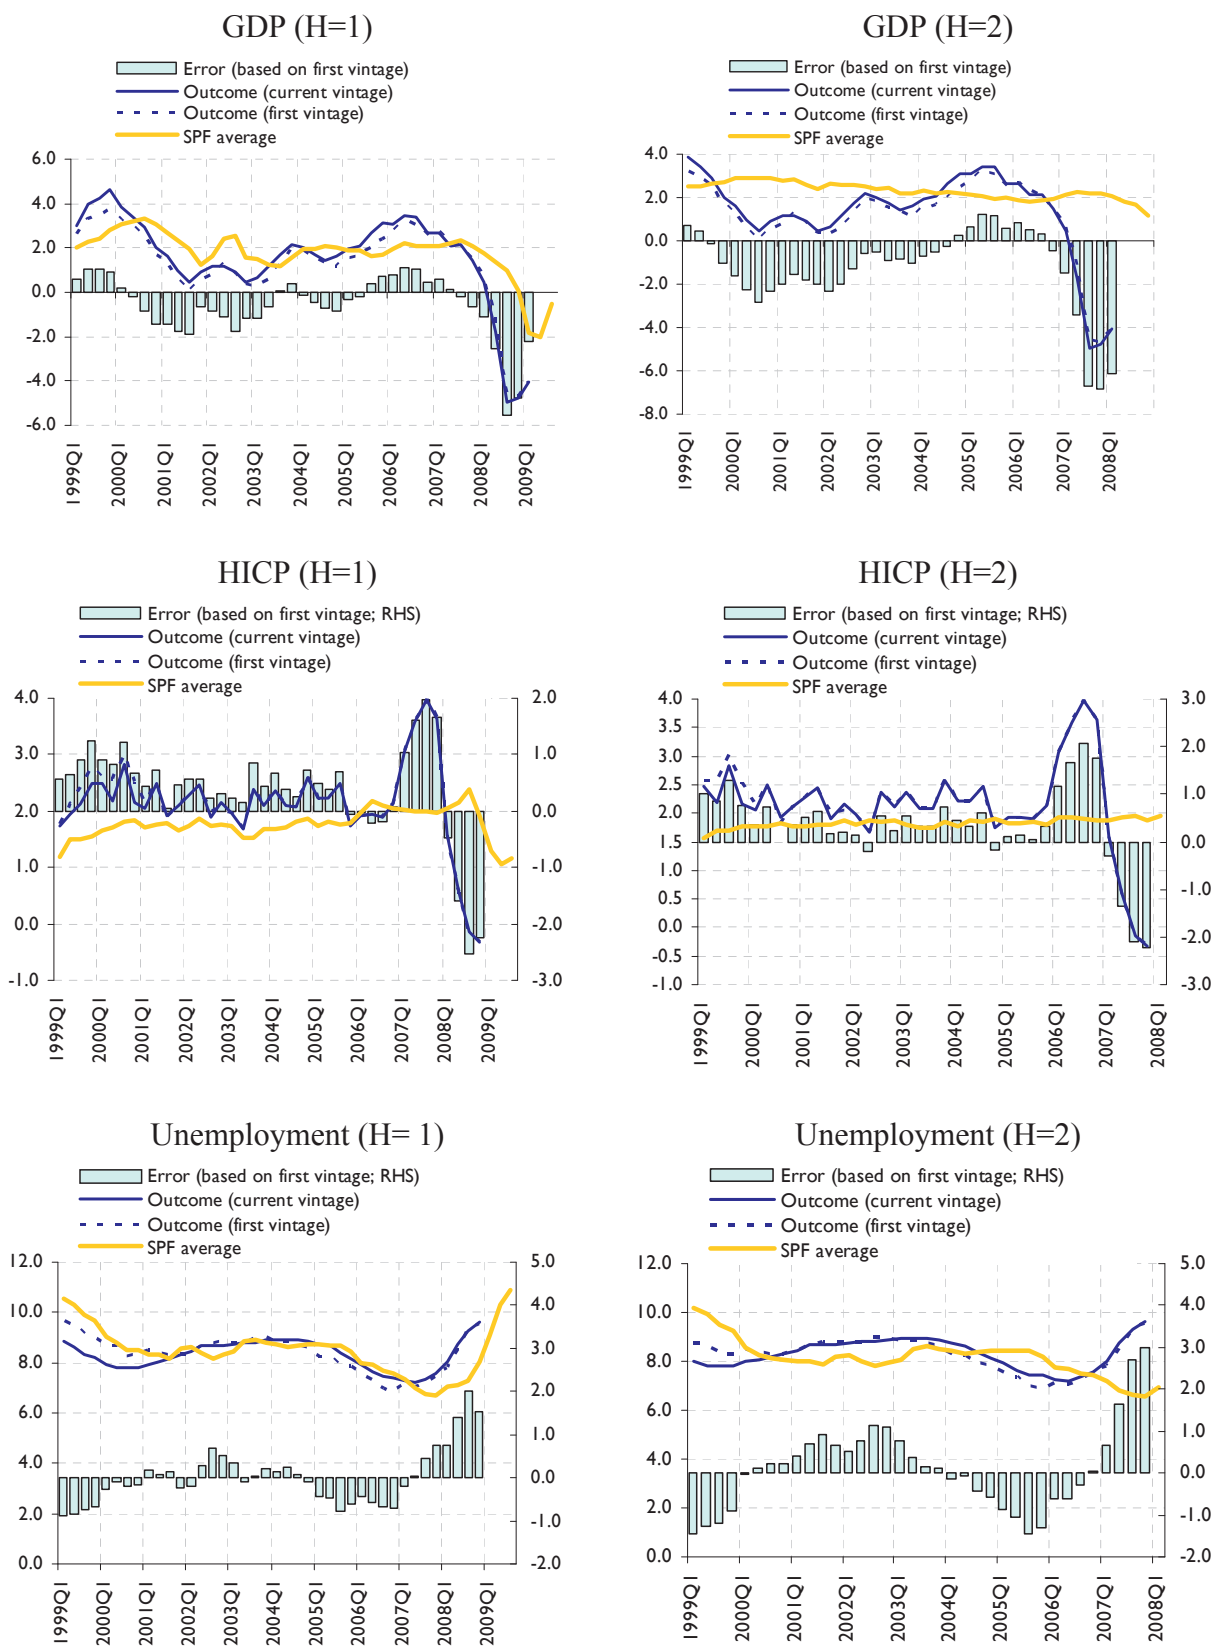 GDP (H=1)
Error (based on first vintage)
Outcome (current vintage)
Outcome (first vintage)
SPF average
6.0
4.0
2.0
0.0
-2.0
-4.0
-6.0
1999Q1
2000Q1
2001Q1
2002Q1
2003Q1
2004Q1
2005Q1
2006Q1
2007Q1
2008Q1
2009Q1
GDP (H=2)
Error (based on first vintage)
Outcome (current vintage)
Outcome (first vintage)
SPF average
4.0
2.0
0.0
-2.0
-4.0
-6.0
-8.0
1999Q1
2000Q1
2001Q1
2002Q1
2003Q1
2004Q1
2005Q1
2006Q1
2007Q1
2008Q1
HICP (H=1)
Error (based on first vintage; RHS)
Outcome (current vintage)
Outcome (first vintage)
SPF average
4.0
3.0
2.0
1.0
0.0
-1.0
2.0
1.0
0.0
-1.0
-2.0
-3.0
1999Q1
2000Q1
2001Q1
2002Q1
2003Q1
2004Q1
2005Q1
2006Q1
2007Q1
2008Q1
2009Q1
HICP (H=2)
Error (based on first vintage; RHS)
Outcome (current vintage)
Outcome (first vintage)
SPF average
4.0
3.5
3.0
2.5
2.0
1.5
1.0
0.5
0.0
-0.5
-1.0
3.0
2.0
1.0
0.0
-1.0
-2.0
-3.0
1999Q1
2000Q1
2001Q1
2002Q1
2003Q1
2004Q1
2005Q1
2006Q1
2007Q1
2008Q1
Unemployment (H= 1)
Error (based on first vintage; RHS)
Outcome (current vintage)
Outcome (first vintage)
SPF average
12.0
10.0
8.0
6.0
4.0
2.0
0.0
5.0
4.0
3.0
2.0
1.0
0.0
-1.0
-2.0
1999Q1
2000Q1
2001Q1
2002Q1
2003Q1
2004Q1
2005Q1
2006Q1
2007Q1
2008Q1
2009Q1
Unemployment (H=2)
Error (based on first vintage; RHS)
Outcome (current vintage)
Outcome (first vintage)
SPF average
12.0
10.0
8.0
6.0
4.0
2.0
0.0
5.0
4.0
3.0
2.0
1.0
0.0
-1.0
-2.0
1999Q1
2000Q1
2001Q1
2002Q1
2003Q1
2004Q1
2005Q1
2006Q1
2007Q1
2008Q1